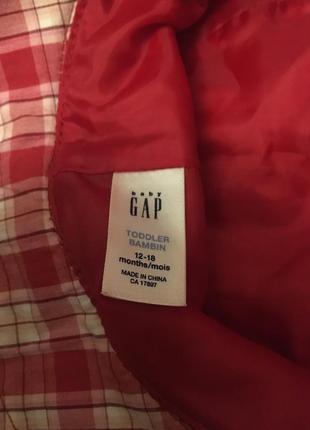 baby
GAP
TODDLER
BAMBIN
12-18
months/mois
MADE IN CHINA
CA 17897